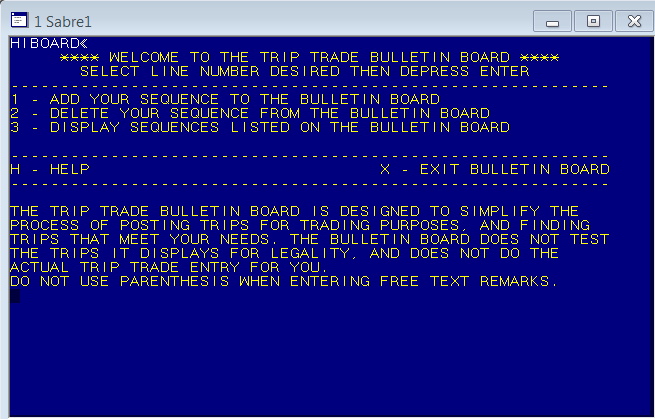 1 Sabre1
HIBOARD«
**** WELCOME TO THE TRIP TRADE BULLETIN BOARD ****
SELECT LINE NUMBER DESIRED THEN DEPRESS ENTER
------------------------------------------------------------
1 - ADD YOUR SEQUENCE TO THE BULLETIN BOARD
2 - DELETE YOUR SEQUENCE FROM THE BULLETIN BOARD
3 - DISPLAY SEQUENCES LISTED ON THE BULLETIN BOARD
------------------------------------------------------------
H - HELP                             X - EXIT BULLETIN BOARD
------------------------------------------------------------
THE TRIP TRADE BULLETIN BOARD IS DESIGNED TO SIMPLIFY THE
PROCESS OF POSTING TRIPS FOR TRADING PURPOSES, AND FINDING
TRIPS THAT MEET YOUR NEEDS. THE BULLETIN BOARD DOES NOT TEST
THE TRIPS IT DISPLAYS FOR LEGALITY, AND DOES NOT DO THE
ACTUAL TRIP TRADE ENTRY FOR YOU.
DO NOT USE PARENTHESIS WHEN ENTERING FREE TEXT REMARKS.